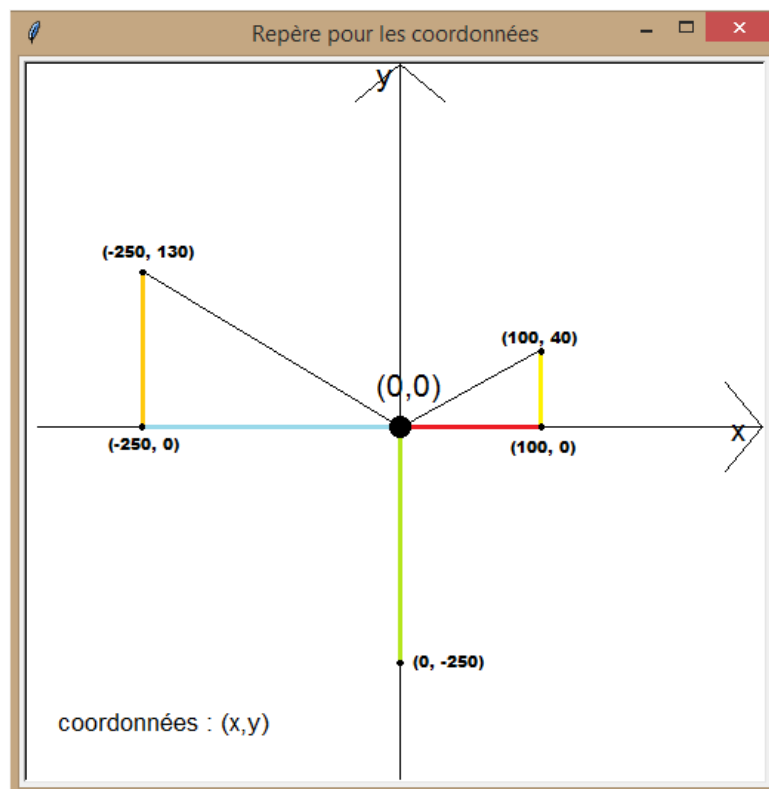 Repère pour les coordonnées
y
(-250, 130)
(100, 40)
(0,0)
x
(-250, 0)
(100, 0)
(0, -250)
coordonnées : (x,y)